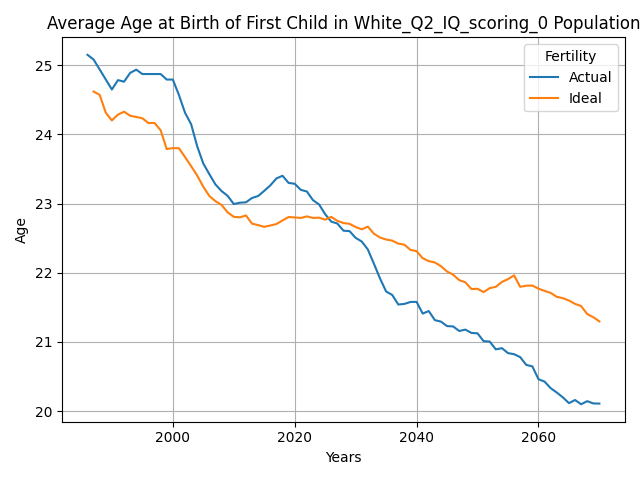 Average Age at Birth of First Child in White_Q2_IQ_scoring_0 Population
Fertility
Actual
Ideal
Age
25
24
23
22
21
20
2000
2020
2040
2060
Years